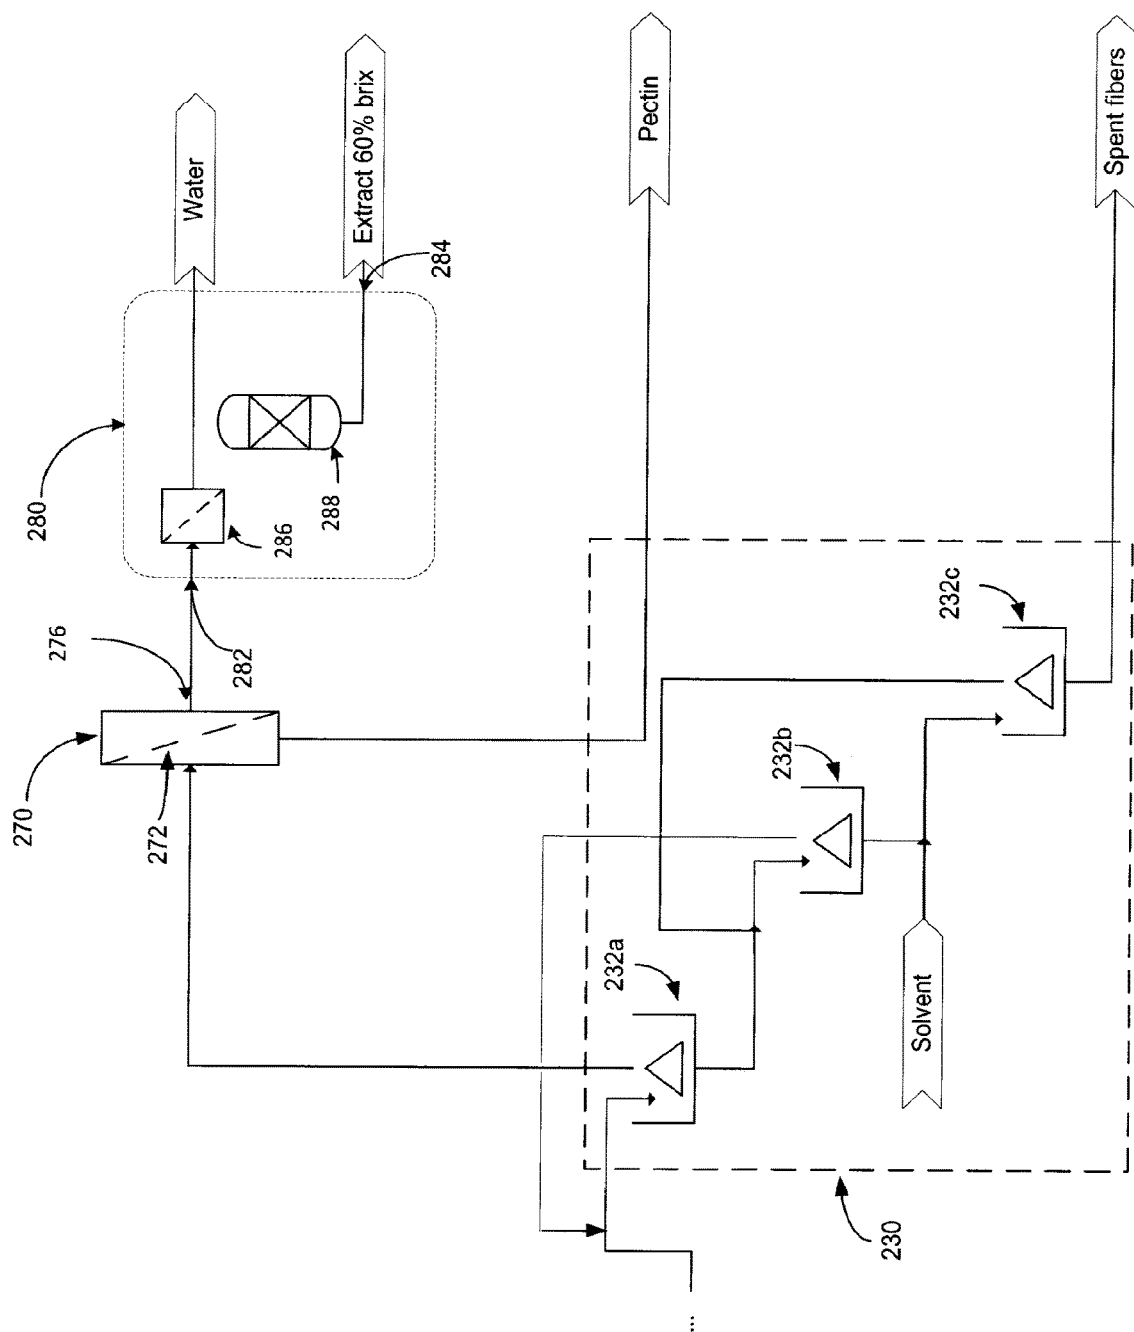 Water
Extract 60% brix
Pectin
Spent fibers
280
284
288
286
276
282
270
272
232c
232b
232a
Solvent
230
...